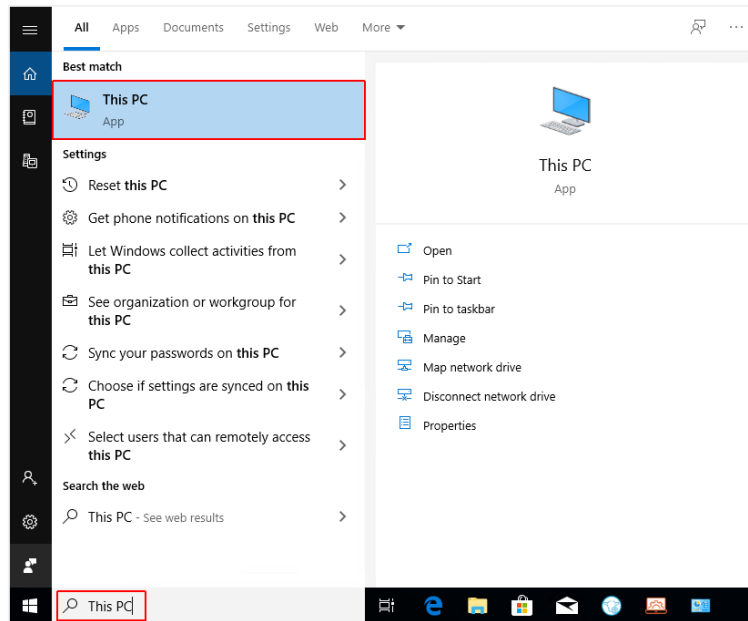 All Apps Documents Settings Web More
Best match
This PC
App
Settings
Reset this PC
Get phone notifications on this PC
Let Windows collect activities from
this PC
See organization or workgroup for
this PC
Sync your passwords on this PC
Choose if settings are synced on this
PC
Select users that can remotely access
this PC
Search the web
This PC - See web results
This PC
This PC
App
Open
Pin to Start
Pin to taskbar
Manage
Map network drive
Disconnect network drive
Properties